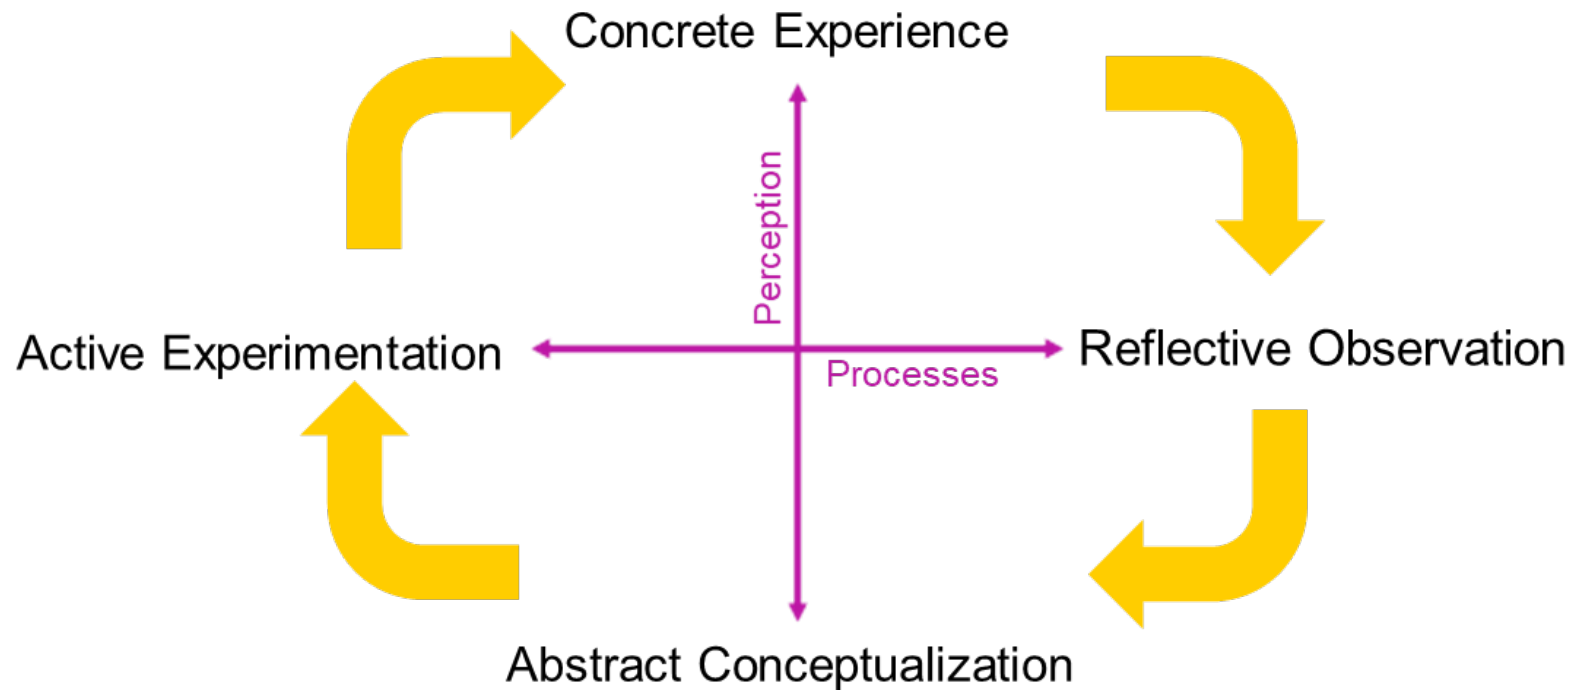 Concrete Experience
Perception
Active Experimentation
Reflective Observation
Processes
Abstract Conceptualization